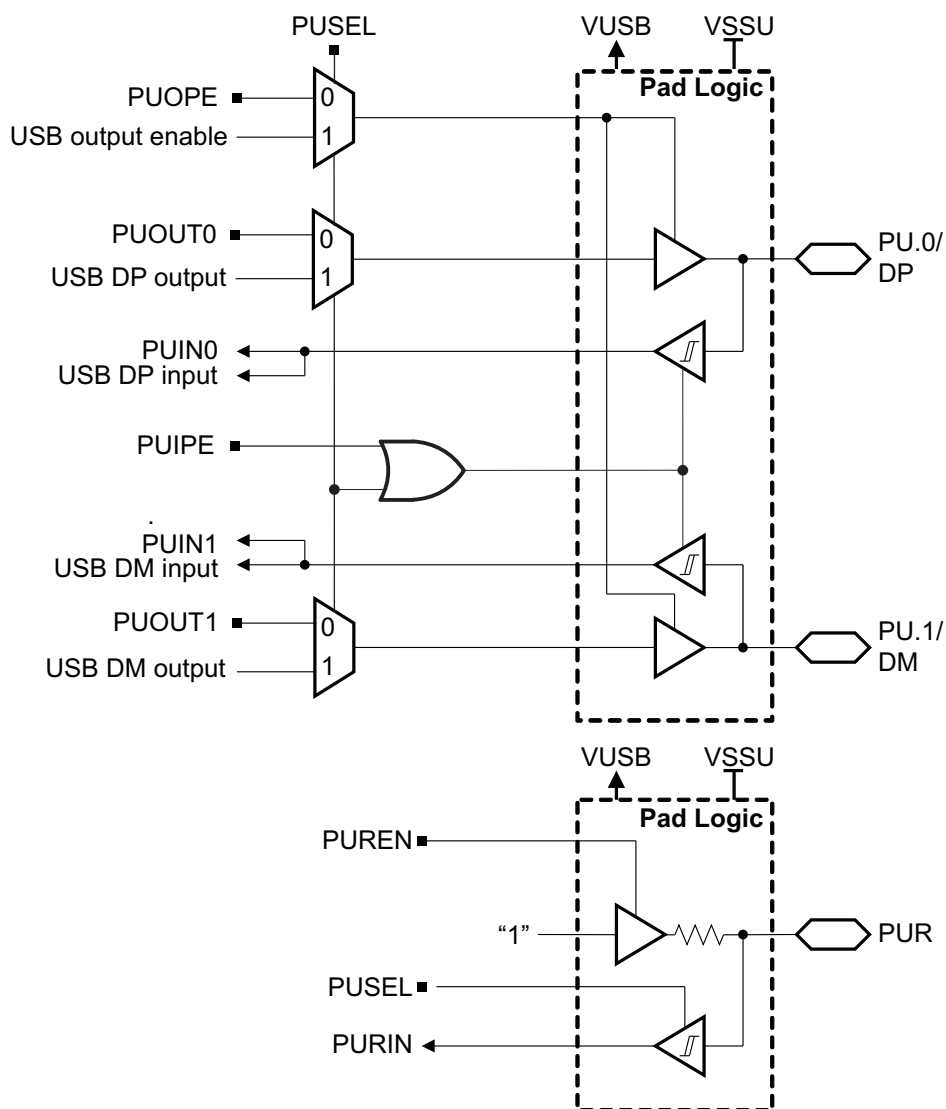 PUSEL
VUSB
VSSU
Pad Logic
PUOPE
0
USB output enable
1
PUOUT0
0
USB DP output
1
PU.0/
DP
PUIN0
USB DP input
PUIPE
.
PUIN1
USB DM input
PUOUT1
0
USB DM output
1
PU.1/
DM
VUSB
VSSU
Pad Logic
PUREN
“1”
PUR
PUSEL
PURIN